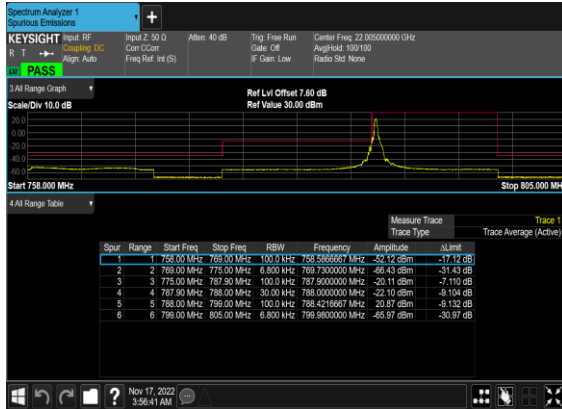 Spectrum Analyzer 1
Spurious Emissions
+
KEYSIGHT Input: RF Input Z: 50 Ω Atten: 40 dB Trig: Free Run Center Freq: 22.005000000 GHz
R T Coupling: DC Corr CCorr Gate: Off Avg|Hold: 100/100
Align: Auto Freq Ref: Int (S) IF Gain: Low Radio Std: None
PASS
3 All Range Graph
Ref Lvl Offset 7.60 dB
Scale/Div 10.0 dB Ref Value 30.00 dBm
20.0
0.00
-20.0
-40.0
-60.0
Start 758.000 MHz Stop 805.000 MH
4 All Range Table
Measure Trace Trace 1
Trace Type Trace Average (Active)
Spur Range Start Freq Stop Freq RBW Frequency Amplitude ΔLimit
1 1 758.00 MHz 769.00 MHz 100.0 kHz 758.5866667 MHz -52.12 dBm -17.12 dB
2 2 769.00 MHz 775.00 MHz 6.800 kHz 769.7300000 MHz -66.43 dBm -31.43 dB
3 3 775.00 MHz 787.90 MHz 100.0 kHz 787.9000000 MHz -20.11 dBm -7.110 dB
4 4 787.90 MHz 788.00 MHz 30.00 kHz 788.0000000 MHz -22.10 dBm -9.104 dB
5 5 788.00 MHz 799.00 MHz 100.0 kHz 788.4216667 MHz 20.87 dBm -9.132 dB
6 6 799.00 MHz 805.00 MHz 6.800 kHz 799.9800000 MHz -65.97 dBm -30.97 dB
? Nov 17, 2022
3:56:41 AM